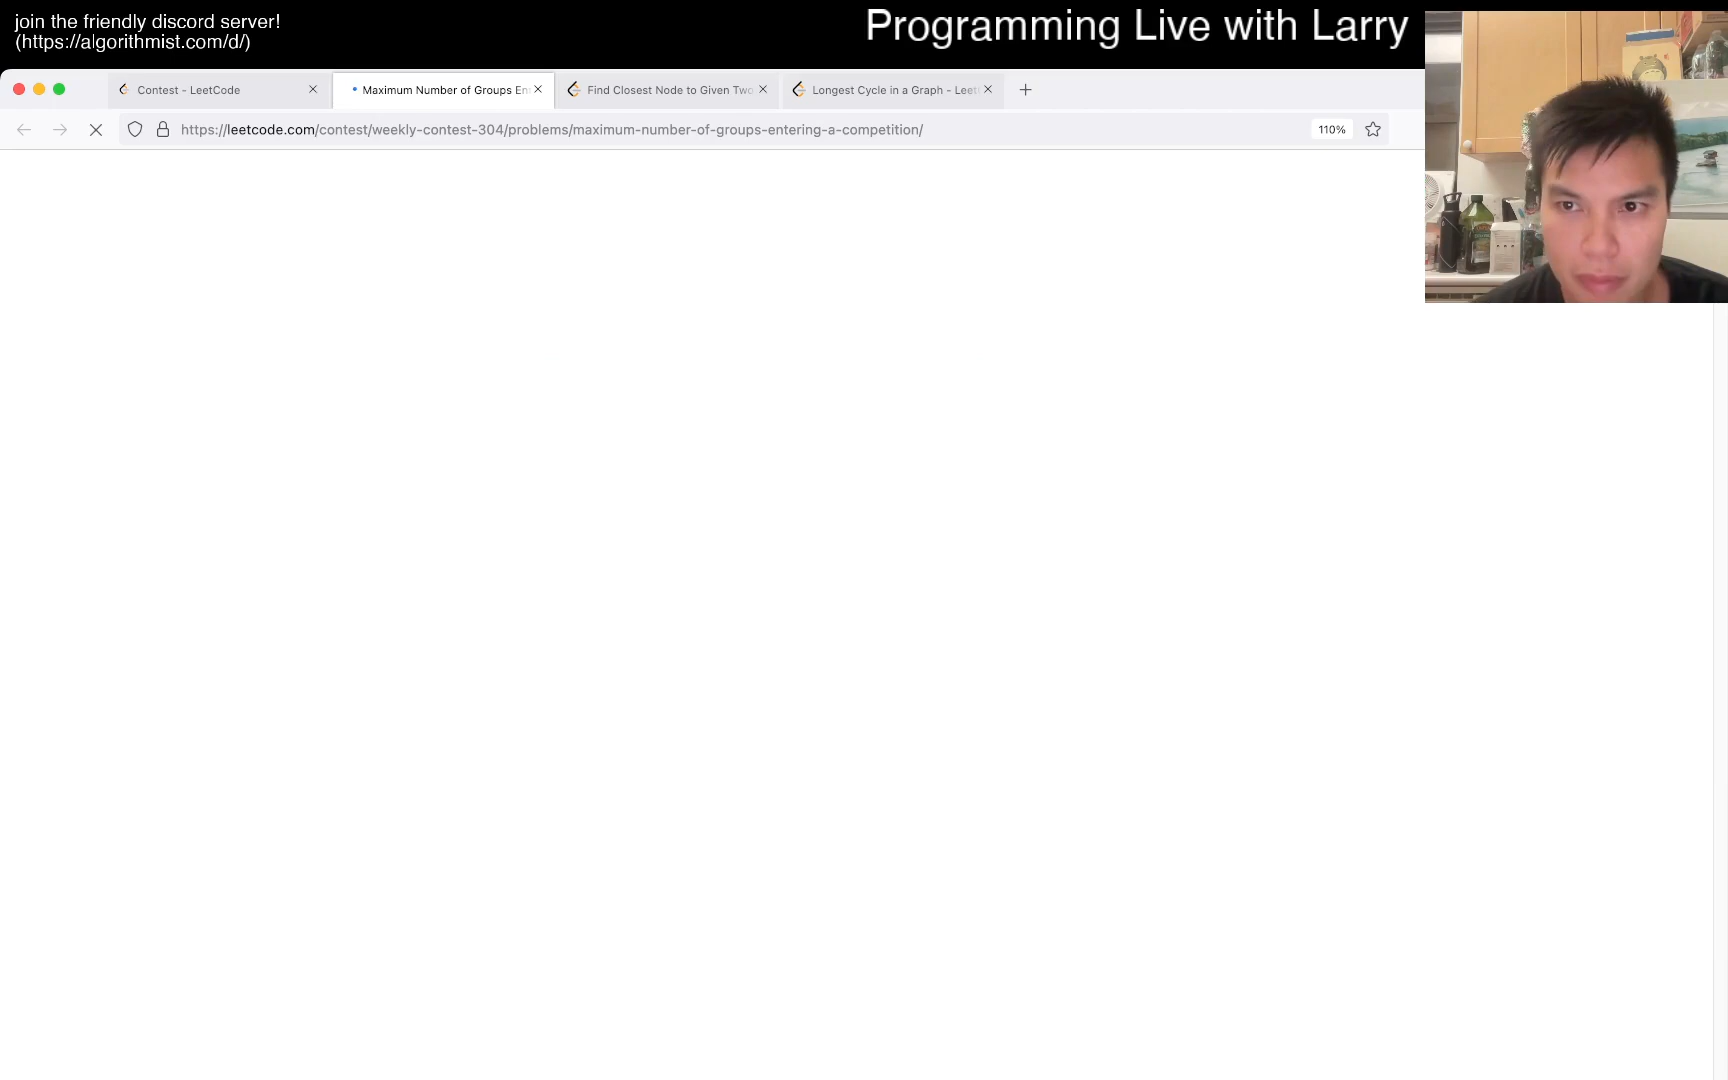 join the friendly discord server!
(https://algorithmist.com/d/)
Programming Live with Larry
Contest - LeetCode
Maximum Number of Groups En
Find Closest Node to Given Two
Longest Cycle in a Graph - Leet
https://leetcode.com/contest/weekly-contest-304/problems/maximum-number-of-groups-entering-a-competition/
110%